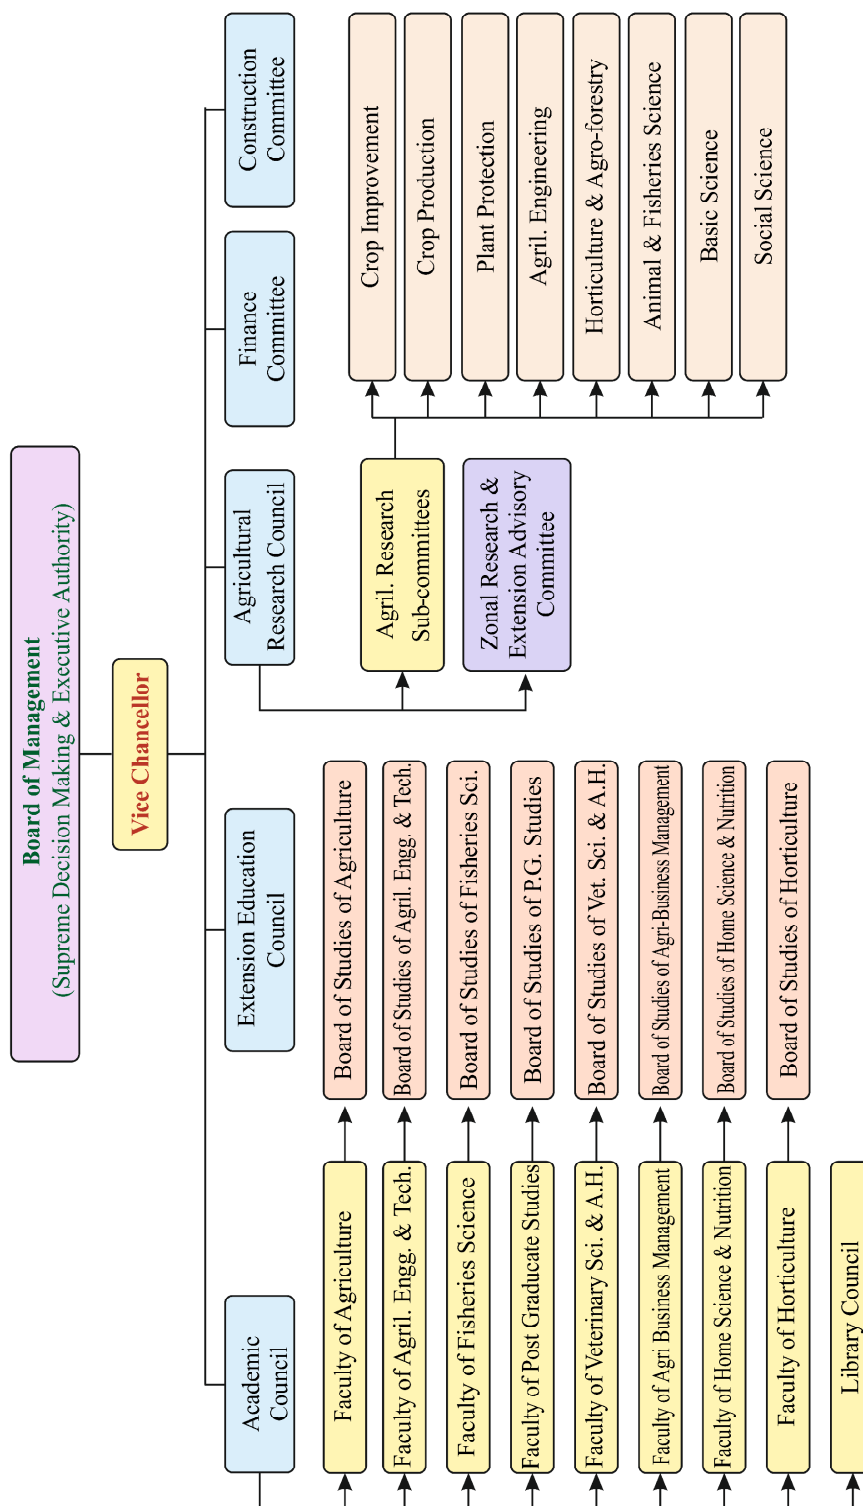 Board of Management
(Supreme Decision Making & Executive Authority)
Vice Chancellor
Academic
Council
Extension Education
Council
Agricultural
Research Council
Finance
Committee
Construction
Committee
Faculty of Agriculture
Board of Studies of Agriculture
Faculty of Agril. Engg. & Tech.
Board of Studies of Agril. Engg. & Tech.
Faculty of Fisheries Science
Board of Studies of Fisheries Sci.
Faculty of Post Graduate Studies
Board of Studies of P.G. Studies
Faculty of Veterinary Sci. & A.H.
Board of Studies of Vet. Sci. & A.H.
Faculty of Agri Business Management
Board of Studies of Agri-Business Management
Faculty of Home Science & Nutrition
Board of Studies of Home Science & Nutrition
Faculty of Horticulture
Board of Studies of Horticulture
Library Council
Agril. Research
Sub-committees
Zonal Research &
Extension Advisory
Committee
Crop Improvement
Crop Production
Plant Protection
Agril. Engineering
Horticulture & Agro-forestry
Animal & Fisheries Science
Basic Science
Social Science